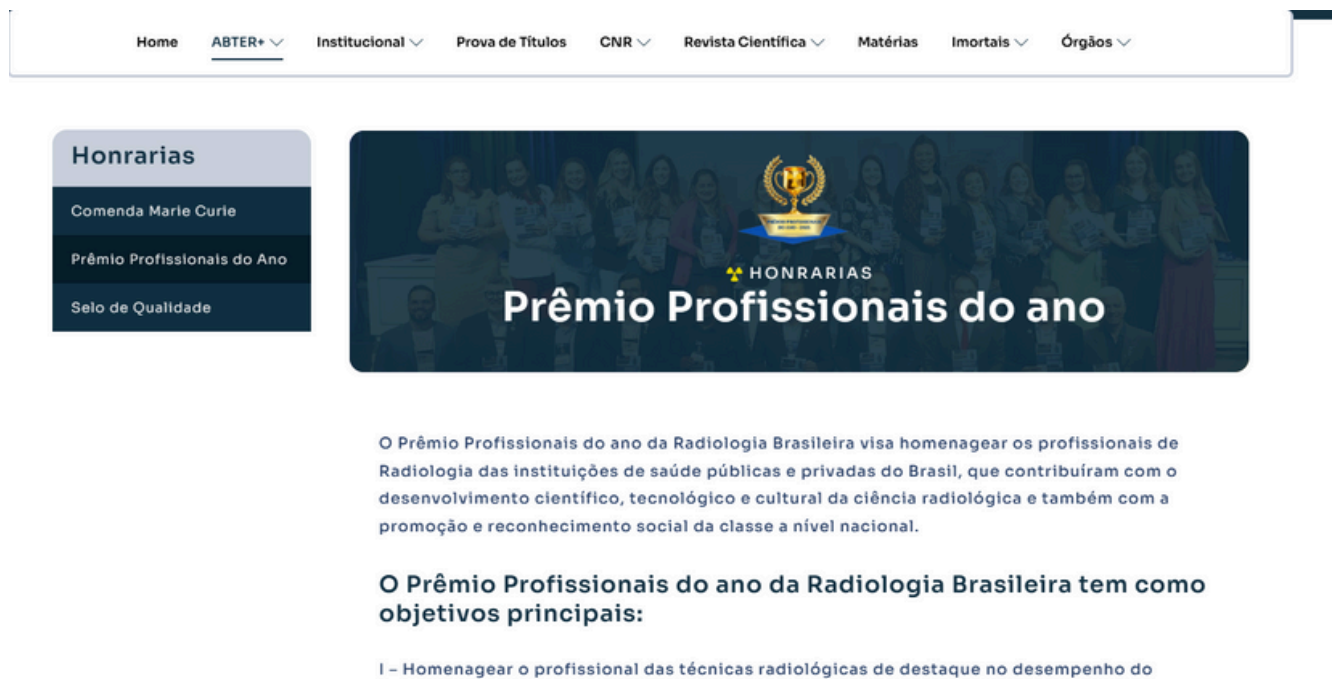 Home ABTER+ Institucional Prova de Títulos CNR Revista Científica Matérias Imortais Órgãos
Honrarias
Comenda Marie Curie
Prêmio Profissionais do Ano
Selo de Qualidade
HONRARIAS
Prêmio Profissionais do ano
O Prêmio Profissionais do ano da Radiologia Brasileira visa homenagear os profissionais de
Radiologia das instituições de saúde públicas e privadas do Brasil, que contribuíram com o
desenvolvimento científico, tecnológico e cultural da ciência radiológica e também com a
promoção e reconhecimento social da classe a nível nacional.
O Prêmio Profissionais do ano da Radiologia Brasileira tem como
objetivos principais:
I – Homenagear o profissional das técnicas radiológicas de destaque no desempenho do